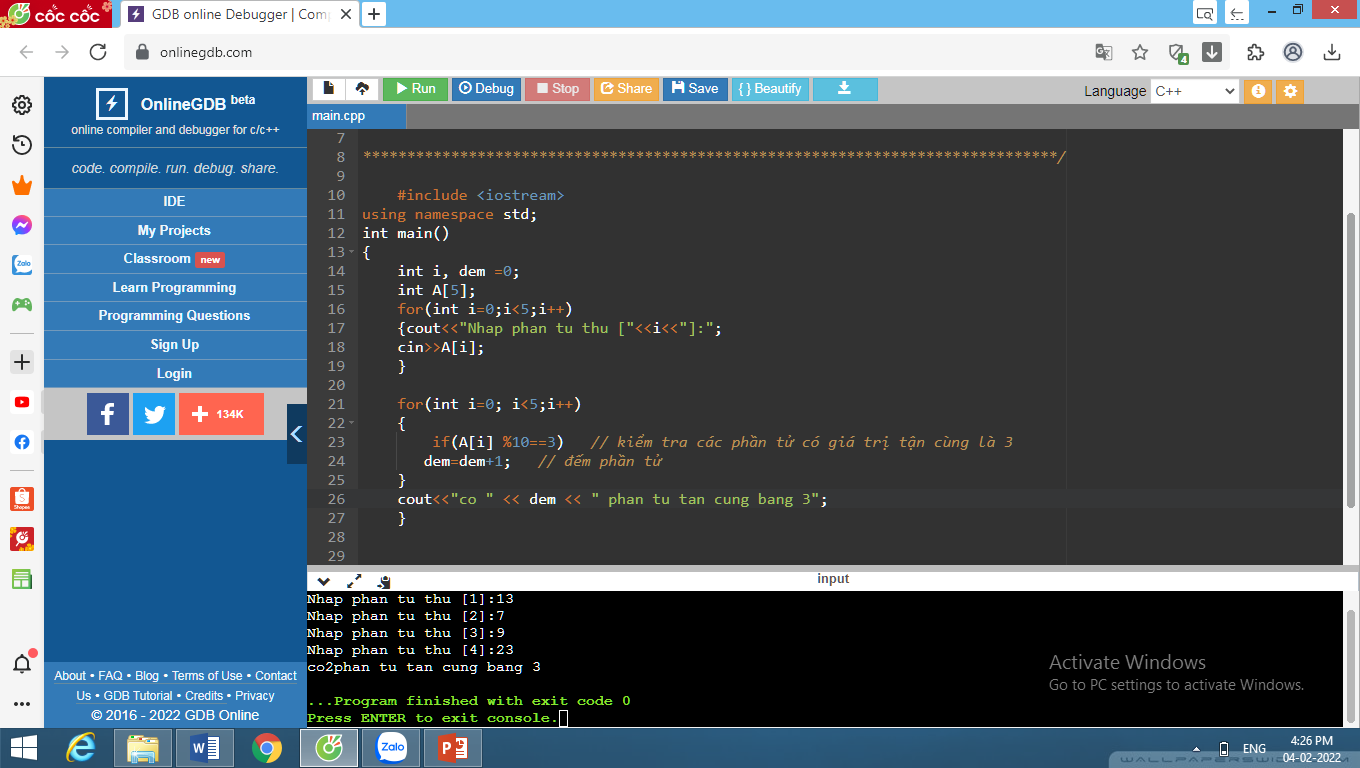 cốc cốc
GDB online Debugger | Com
onlinegdb.com
4
OnlineGDB beta
online compiler and debugger for c/c++
code. compile. run. debug. share.
IDE
My Projects
Classroom new
Learn Programming
Programming Questions
Sign Up
Login
134K
About • FAQ • Blog • Terms of Use • Contact
Us • GDB Tutorial • Credits • Privacy
© 2016 - 2022 GDB Online
Run Debug Stop Share Save { } Beautify
Language C++
main.cpp
7
8 *******************************************************************************/
9
10 #include <iostream>
11 using namespace std;
12 int main()
13 {
14 int i, dem =0;
15 int A[5];
16 for(int i=0;i<5;i++)
17 {cout<<"Nhap phan tu thu ["<<i<<"]:";
18 cin>>A[i];
19 }
20
21 for(int i=0; i<5;i++)
22 {
23 if(A[i] %10==3) // kiểm tra các phần tử có giá trị tận cùng là 3
24 dem=dem+1; // đếm phần tử
25 }
26 cout<<"co " << dem << " phan tu tan cung bang 3";
27 }
28
29
input
Nhap phan tu thu [1]:13
Nhap phan tu thu [2]:7
Nhap phan tu thu [3]:9
Nhap phan tu thu [4]:23
co2phan tu tan cung bang 3
...Program finished with exit code 0
Press ENTER to exit console.
Activate Windows
Go to PC settings to activate Windows.
Zalo
Shopee
Zalo
ENG
4:26 PM
04-02-2022